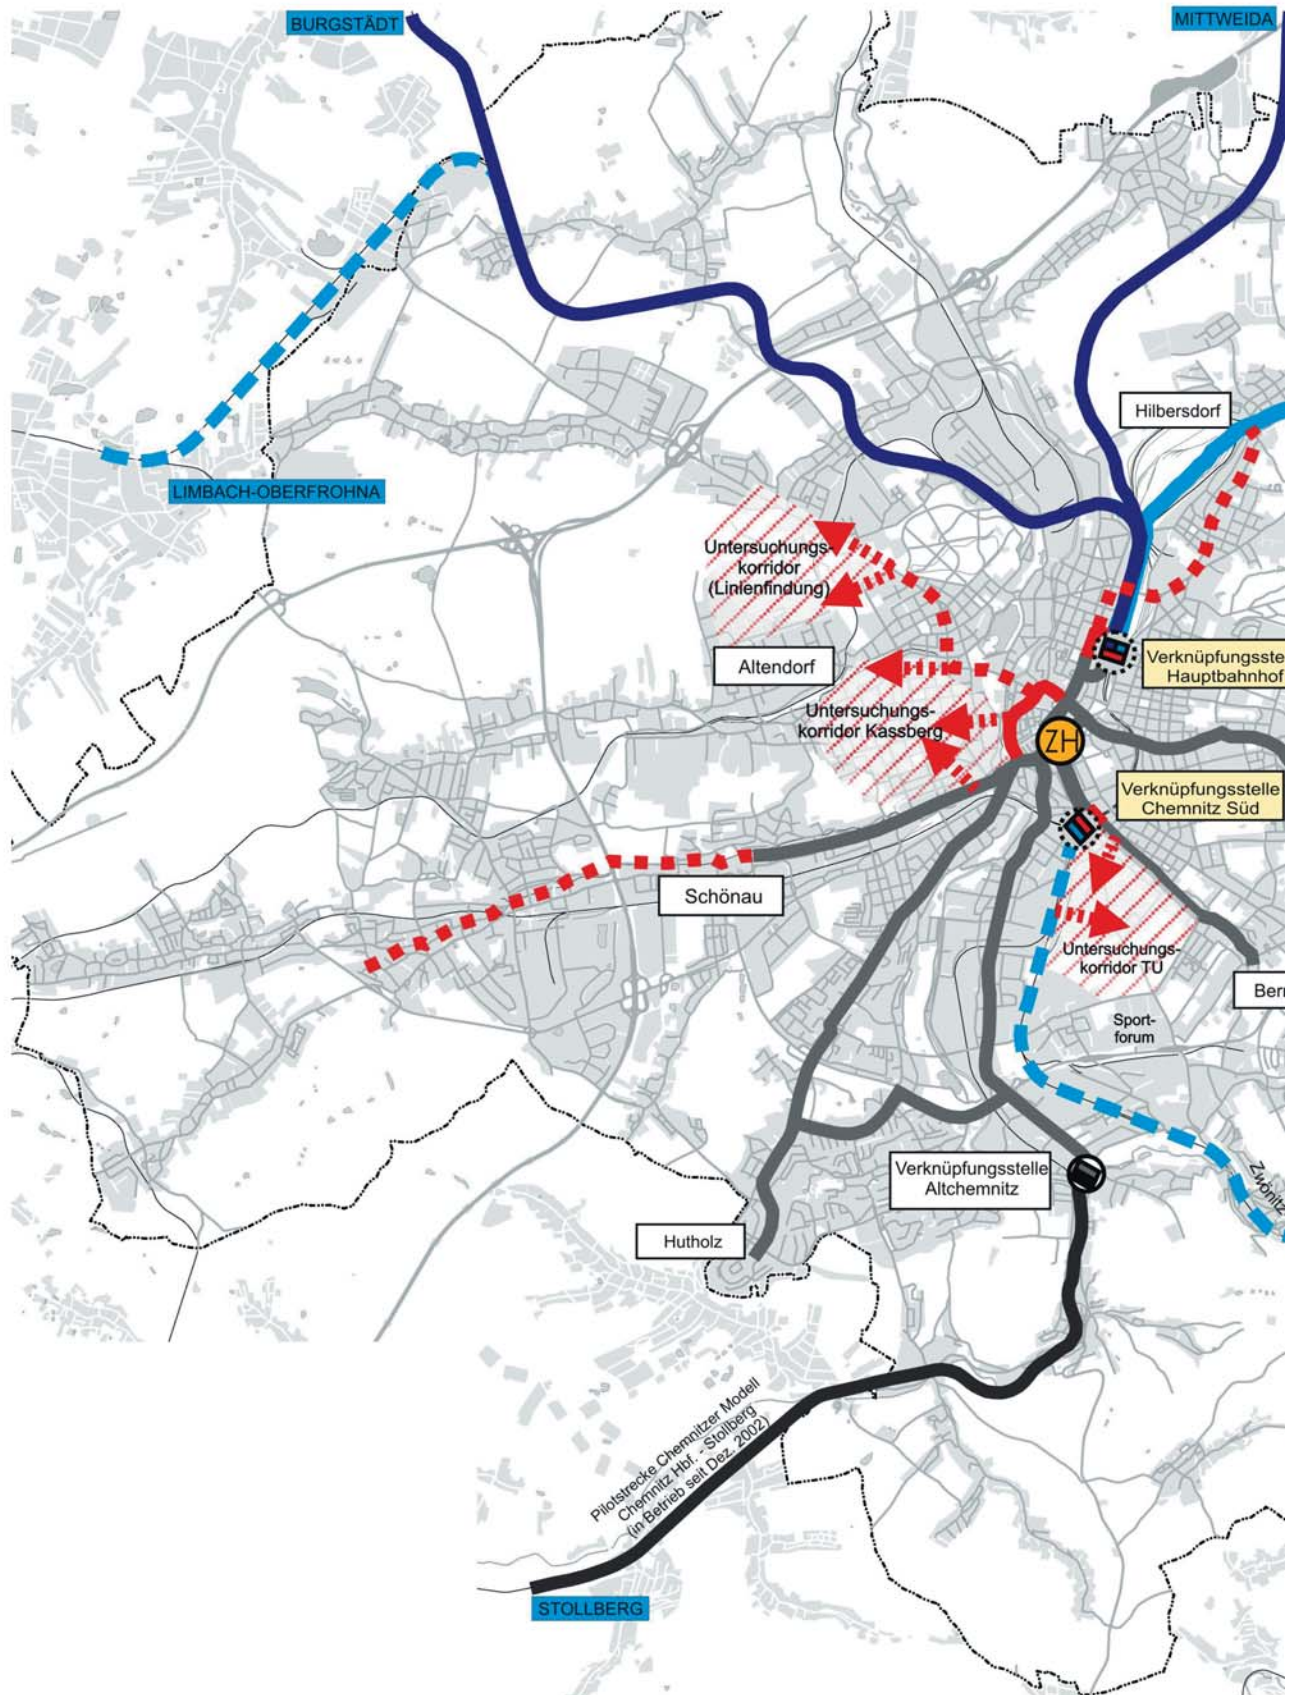 BURGSTÄDT
MITTWEIDA
Hilbersdorf
LIMBACH-OBERFROHNA
Untersuchungs-
korridor
(Linienfindung)
Altendorf
Verknüpfungsste
Hauptbahnhof
Untersuchungs-
korridor Kassberg
ZH
Verknüpfungsstelle
Chemnitz Süd
Schönau
Untersuchungs-
korridor TU
Bern
Sport-
forum
Verknüpfungsstelle
Altchemnitz
Zwönitz
Hutholz
Pilotstrecke Chemnitzer Modell
Chemnitz Hbf. - Stollberg
(in Betrieb seit Dez. 2002)
STOLLBERG